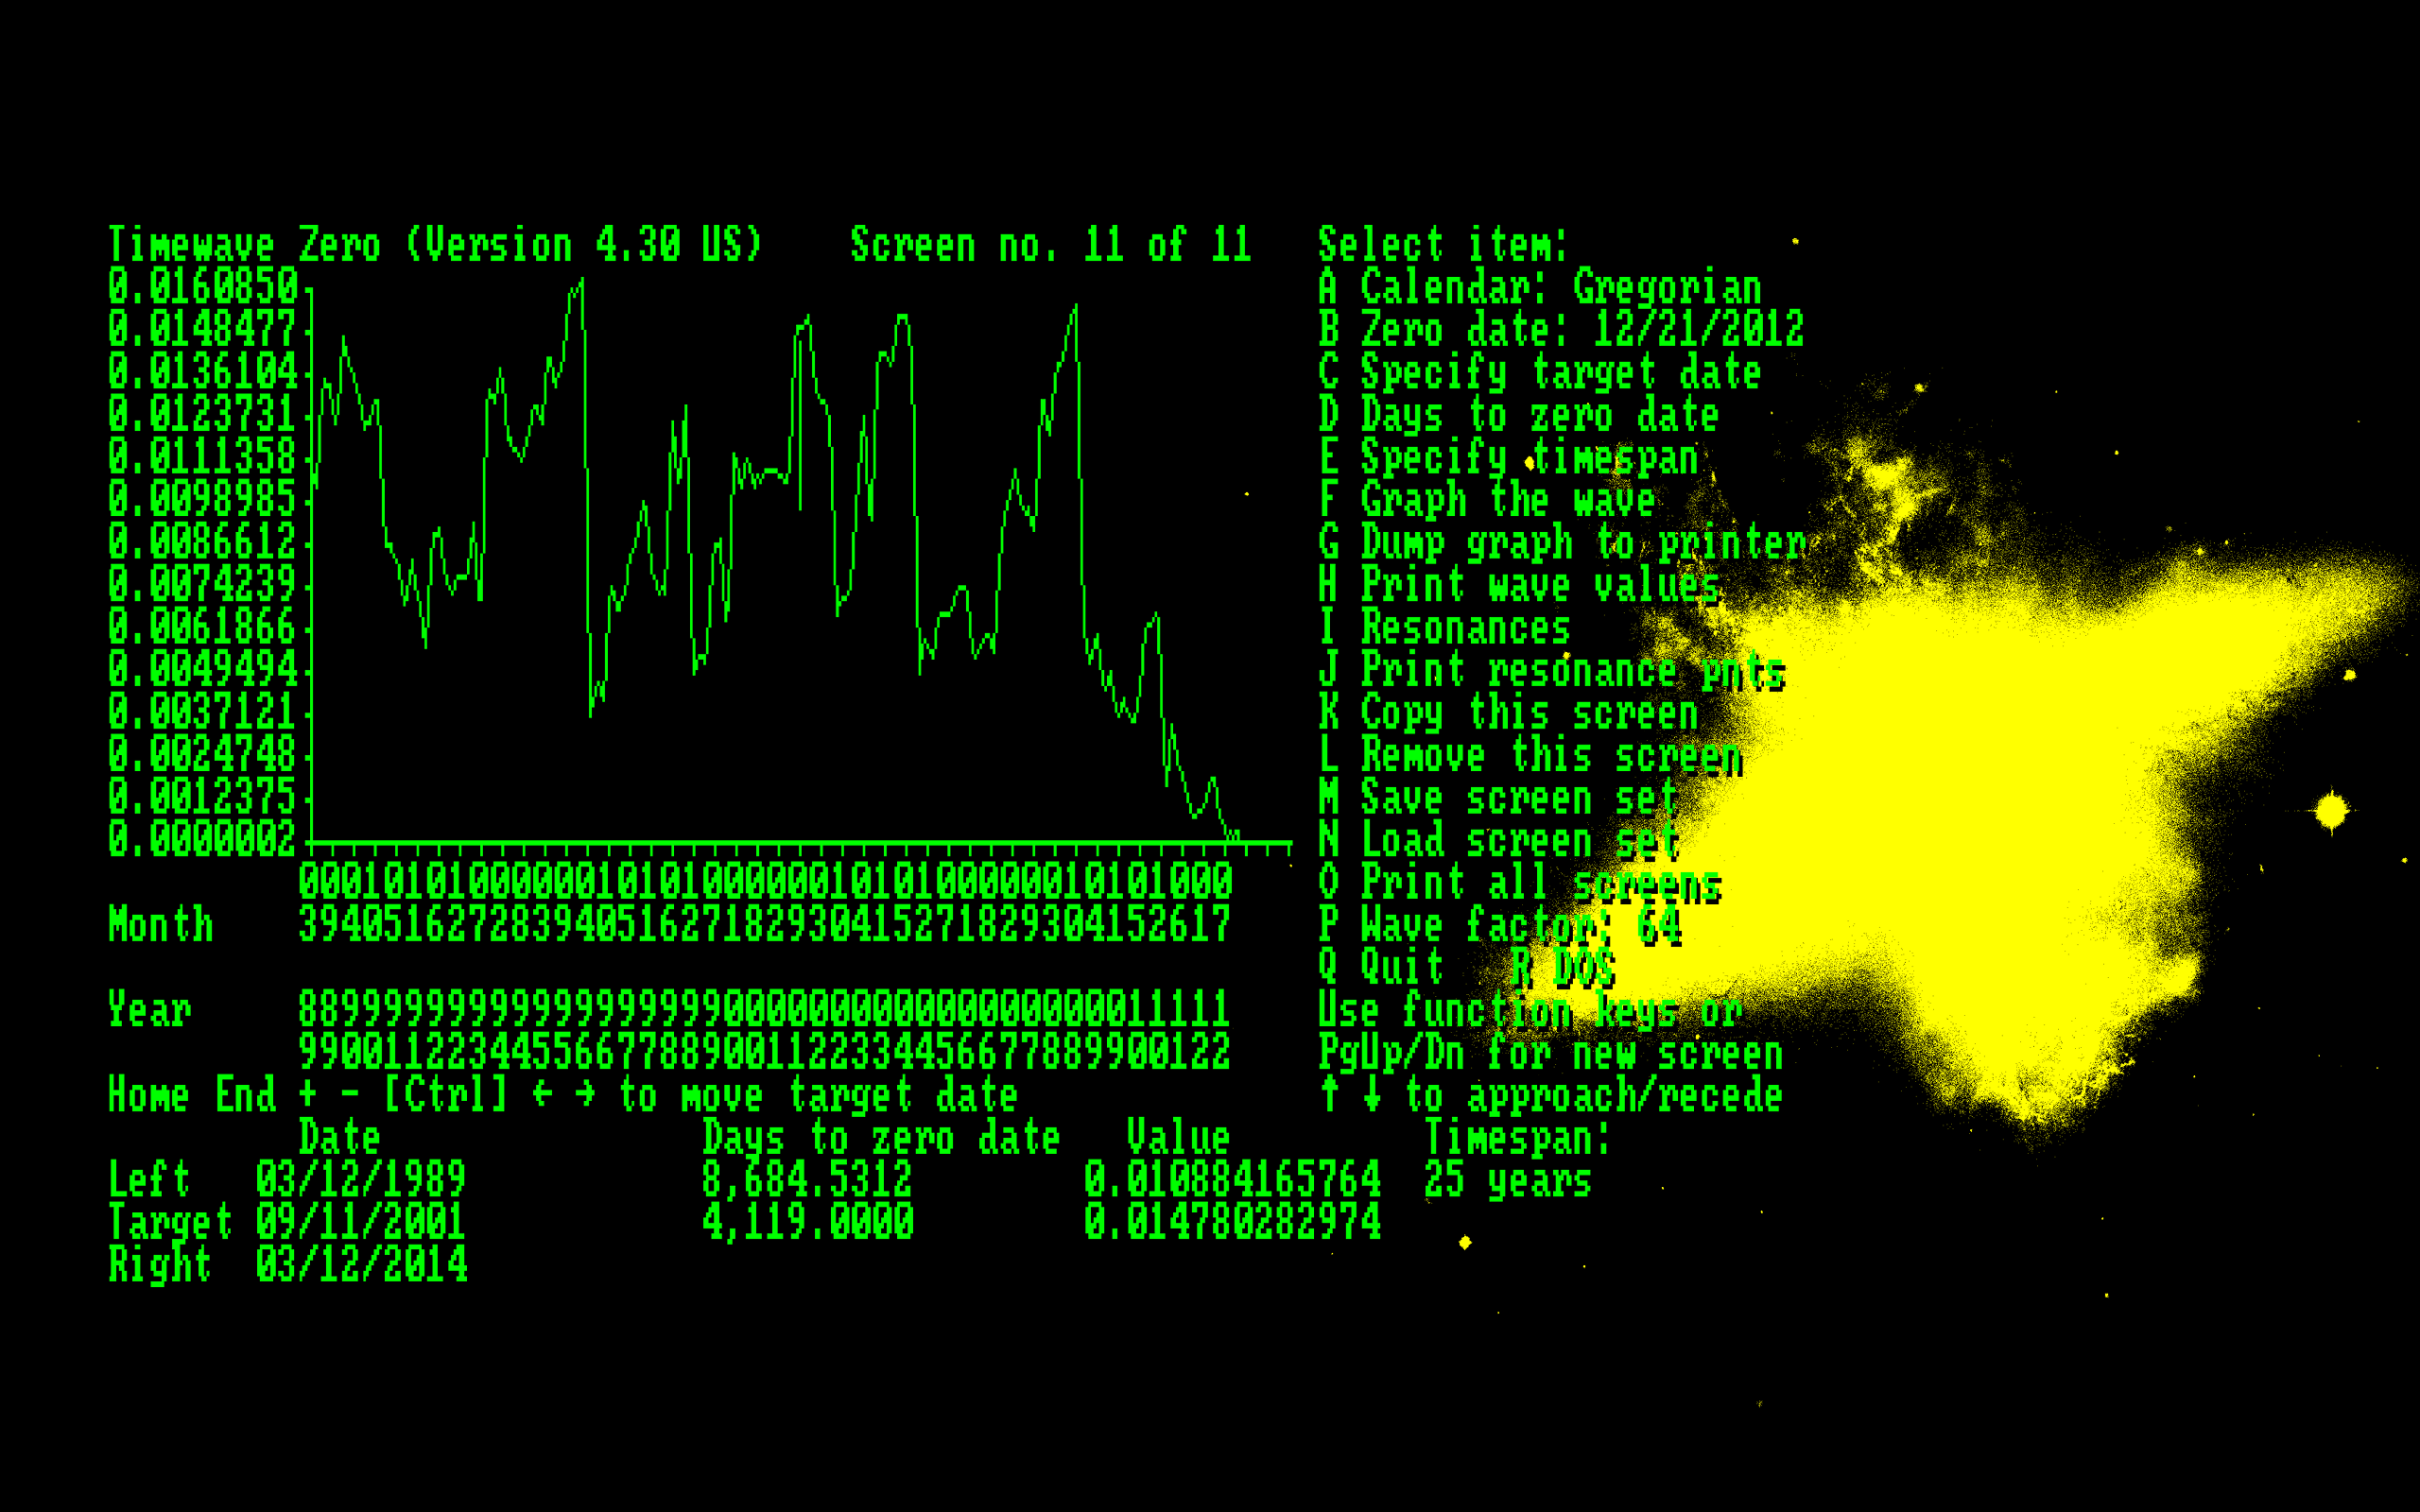 Timewave Zero (Version 4.30 US) Screen no. 11 of 11
0.0160850
0.0148477
0.0136104
0.0123731
0.0111358
0.0098985
0.0086612
0.0074239
0.0061866
0.0049494
0.0037121
0.0024748
0.0012375
0.0000002
00010101000000101010000001010100000010101000
Month 39405162728394051627182930415271829304152617
Year 88999999999999999999000000000000000000011111
99001122344556677889001122334456677889900122
Home End + - [Ctrl] ← → to move target date
Select item:
A Calendar: Gregorian
B Zero date: 12/21/2012
C Specify target date
D Days to zero date
E Specify timespan
F Graph the wave
G Dump graph to printer
H Print wave values
I Resonances
J Print resonance pnts
K Copy this screen
L Remove this screen
M Save screen set
N Load screen set
O Print all screens
P Wave factor: 64
Q Quit R DOS
Use function keys or
PgUp/Dn for new screen
↑ ↓ to approach/recede
Date Days to zero date Value Timespan:
Left 03/12/1989 8,684.5312 0.010884165764 25 years
Target 09/11/2001 4,119.0000 0.014780282974
Right 03/12/2014